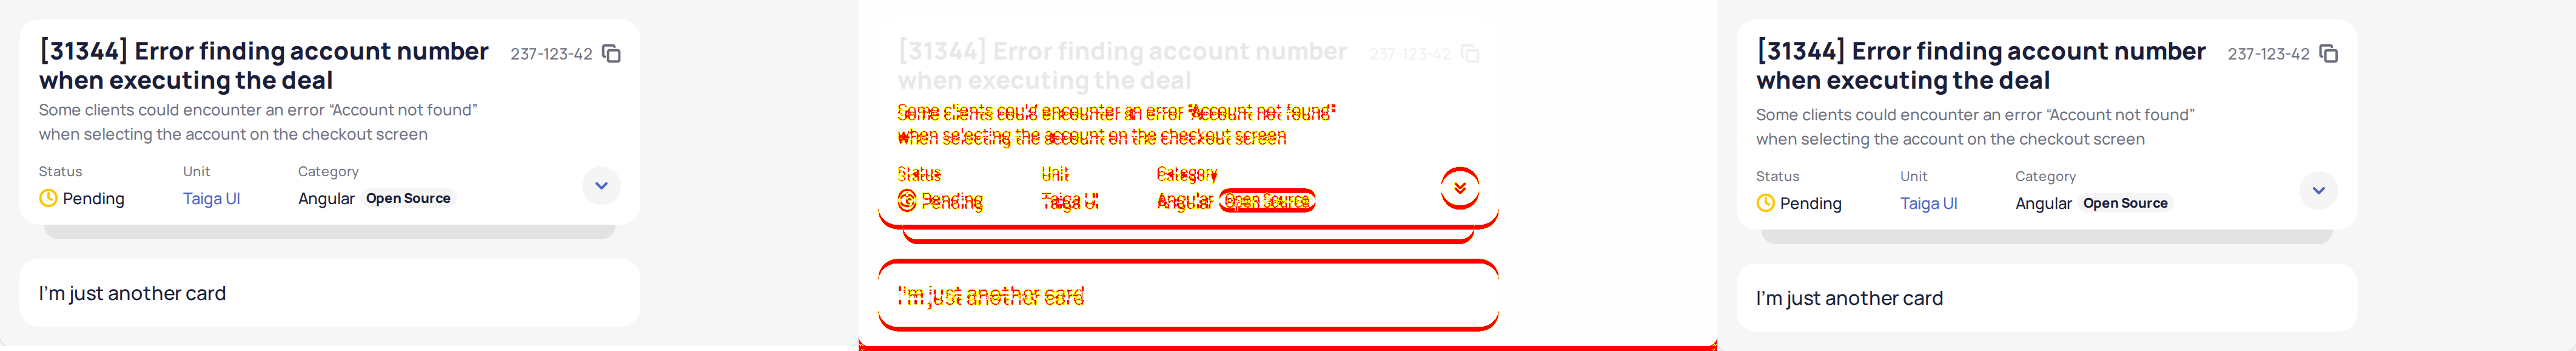 [31344] Error finding account number
when executing the deal
237-123-42
Some clients could encounter an error “Account not found”
when selecting the account on the checkout screen
Status
Unit
Category
Pending
Taiga UI
Angular Open Source
I’m just another card
[31344] Error finding account number
when executing the deal
237-123-42
Some clients could encounter an error “Account not found”
when selecting the account on the checkout screen
Status
Unit
Category
Pending
Taiga UI
Angular Open Source
I’m just another card
[31344] Error finding account number
when executing the deal
237-123-42
Some clients could encounter an error “Account not found”
when selecting the account on the checkout screen
Status
Unit
Category
Pending
Taiga UI
Angular Open Source
I’m just another card